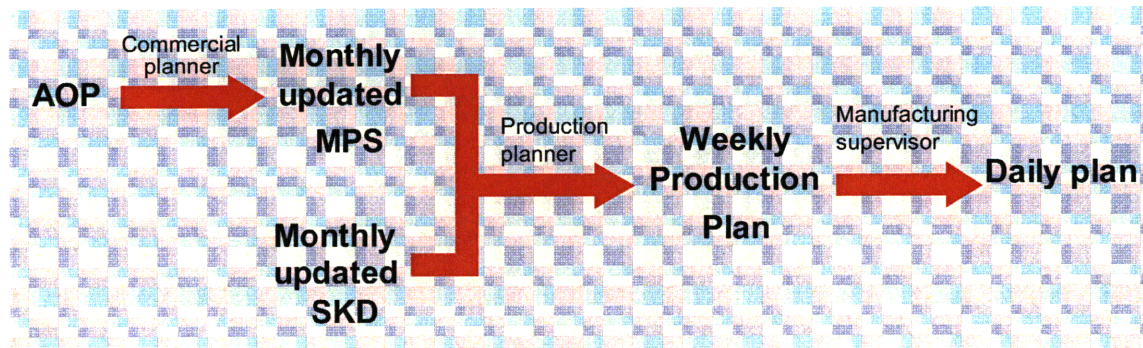 AOP
Commercial
planner
Monthly
updated
MPS
Monthly
updated
SKD
Production
planner
Weekly
Production
Plan
Manufacturing
supervisor
Daily plan